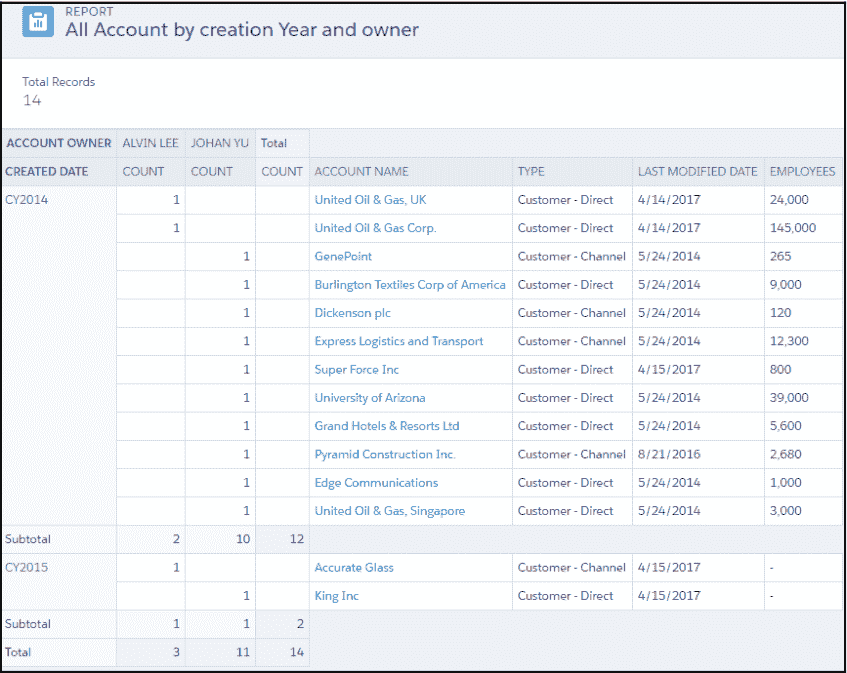 REPORT
All Account by creation Year and owner
Total Records
14
ACCOUNT OWNER ALVIN LEE JOHAN YU Total
CREATED DATE COUNT COUNT COUNT ACCOUNT NAME TYPE LAST MODIFIED DATE EMPLOYEES
CY2014 1 United Oil & Gas, UK Customer - Direct 4/14/2017 24,000
1 United Oil & Gas Corp. Customer - Direct 4/14/2017 145,000
1 GenePoint Customer - Channel 5/24/2014 265
1 Burlington Textiles Corp of America Customer - Direct 5/24/2014 9,000
1 Dickenson plc Customer - Channel 5/24/2014 120
1 Express Logistics and Transport Customer - Channel 5/24/2014 12,300
1 Super Force Inc Customer - Direct 4/15/2017 800
1 University of Arizona Customer - Direct 5/24/2014 39,000
1 Grand Hotels & Resorts Ltd Customer - Direct 5/24/2014 5,600
1 Pyramid Construction Inc. Customer - Channel 8/21/2016 2,680
1 Edge Communications Customer - Direct 5/24/2014 1,000
1 United Oil & Gas, Singapore Customer - Direct 5/24/2014 3,000
Subtotal 2 10 12
CY2015 1 Accurate Glass Customer - Channel 4/15/2017 -
1 King Inc Customer - Direct 4/15/2017 -
Subtotal 1 1 2
Total 3 11 14